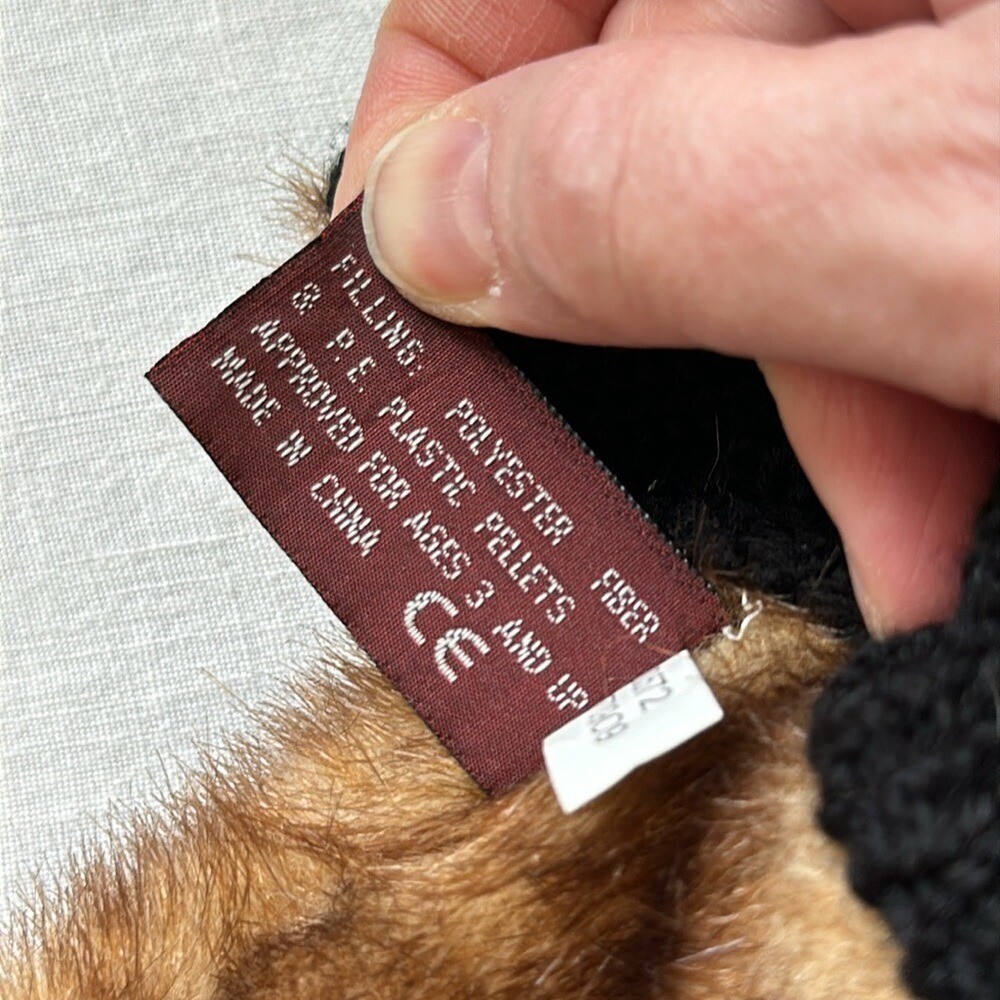 FILLING: POLYESTER FIBER
& P.E. PLASTIC PELLETS
APPROVED FOR AGES 3 AND UP
MADE IN CHINA
CE